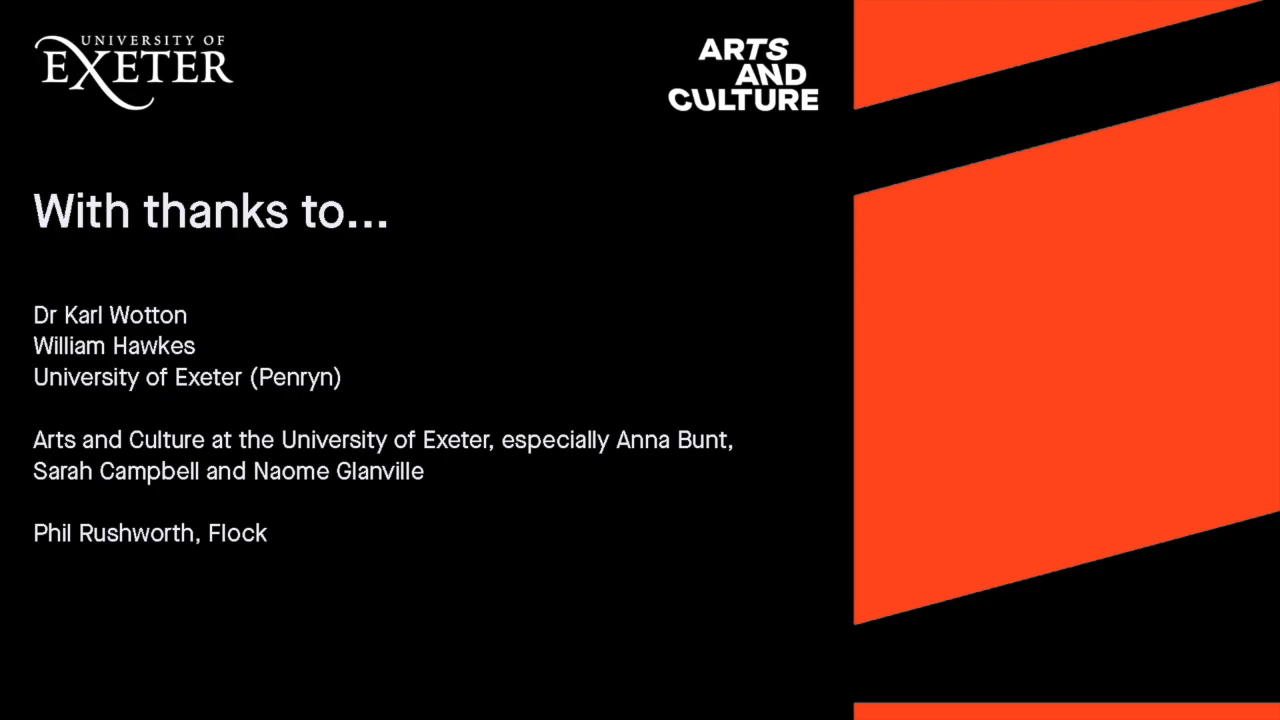 UNIVERSITY OF
EXETER
ARTS
AND
CULTURE
With thanks to...
Dr Karl Wotton
William Hawkes
University of Exeter (Penryn)
Arts and Culture at the University of Exeter, especially Anna Bunt,
Sarah Campbell and Naome Glanville
Phil Rushworth, Flock